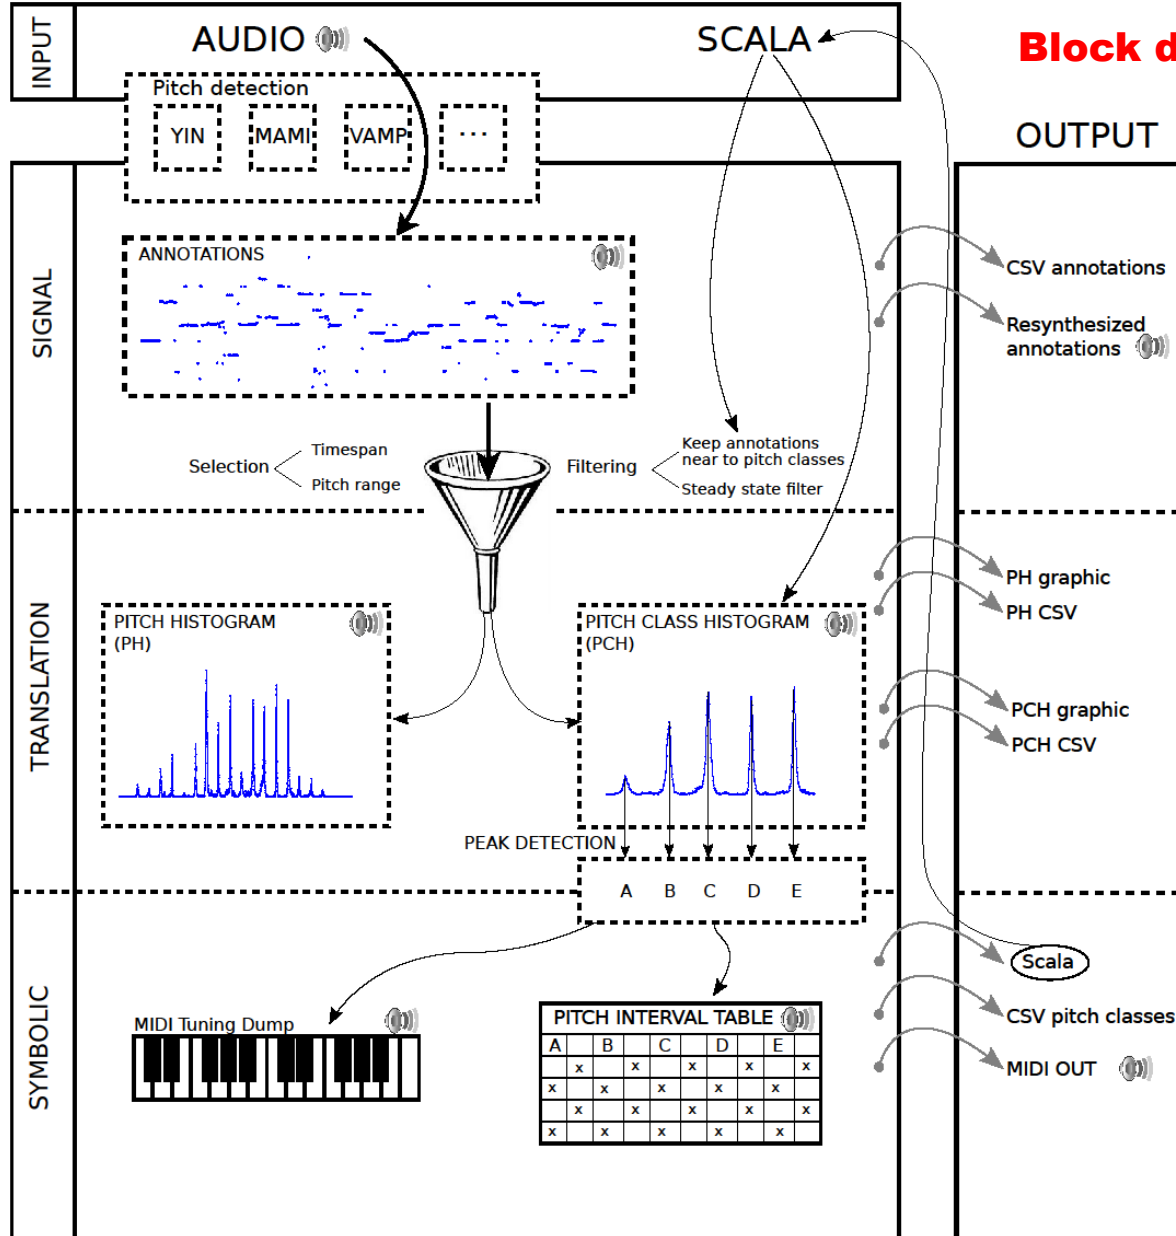 INPUT
AUDIO
SCALA
Block d
Pitch detection
YIN
MAMI
VAMP
...
OUTPUT
SIGNAL
ANNOTATIONS
CSV annotations
Resynthesized
annotations
Selection
Timespan
Pitch range
Filtering
Keep annotations
near to pitch classes
Steady state filter
TRANSLATION
PITCH HISTOGRAM
(PH)
PITCH CLASS HISTOGRAM
(PCH)
PH graphic
PH CSV
PCH graphic
PCH CSV
PEAK DETECTION
A B C D E
SYMBOLIC
MIDI Tuning Dump
PITCH INTERVAL TABLE
A B C D E
x x x x x
x x x x x
x x x x x
x x x x x
Scala
CSV pitch classes
MIDI OUT